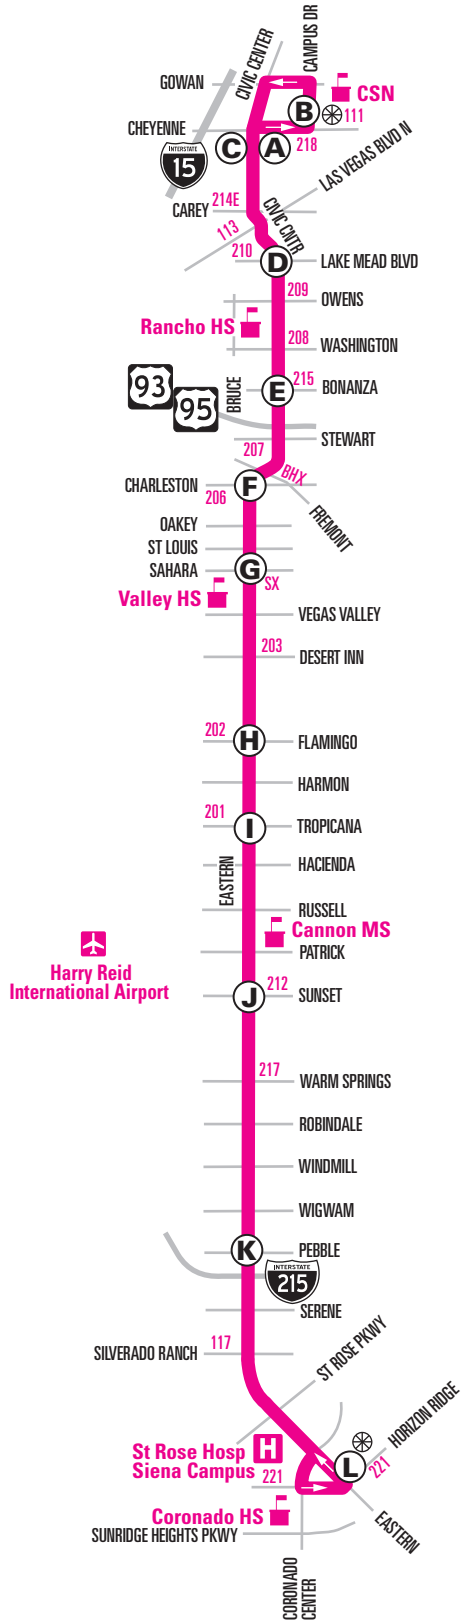 CIVIC CENTER
CAMPUS DR
GOWAN
CSN
B
111
CHEYENNE
C
A
218
INTERSTATE
15
LAS VEGAS BLVD N
214E
CAREY
CIVIC CNTR
113
210
D
LAKE MEAD BLVD
209
OWENS
Rancho HS
208
WASHINGTON
93
95
BRUCE
E
215
BONANZA
STEWART
207
BHX
CHARLESTON
F
206
FREMONT
OAKEY
ST LOUIS
SAHARA
G
SX
Valley HS
VEGAS VALLEY
203
DESERT INN
202
H
FLAMINGO
HARMON
201
I
TROPICANA
EASTERN
HACIENDA
RUSSELL
Cannon MS
PATRICK
Harry Reid
International Airport
J
212
SUNSET
217
WARM SPRINGS
ROBINDALE
WINDMILL
WIGWAM
K
PEBBLE
INTERSTATE
215
SERENE
117
SILVERADO RANCH
ST ROSE PKWY
HORIZON RIDGE
St Rose Hosp
Siena Campus
H
221
L
221
Coronado HS
EASTERN
SUNRIDGE HEIGHTS PKWY
CORONADO
CENTER